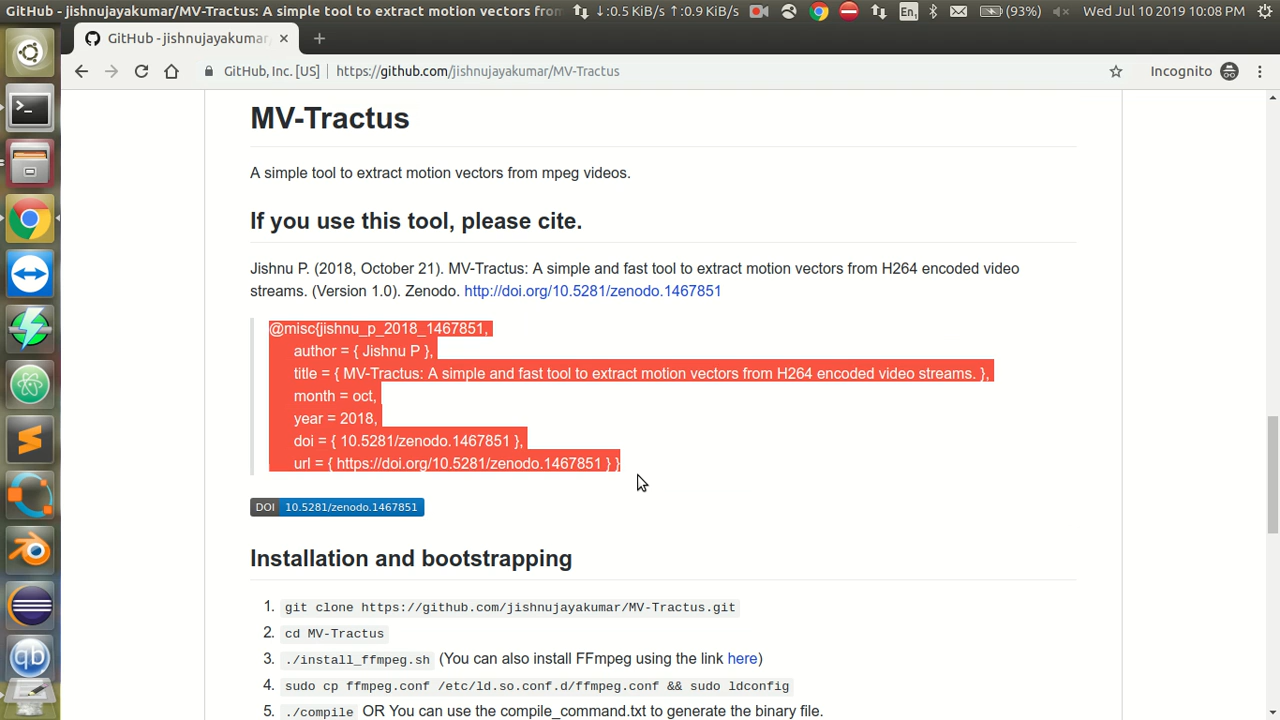 GitHub - jishnujayakumar/MV-Tractus: A simple tool to extract motion vectors from
↓:0.5 KiB/s ↑:0.9 KiB/s
En1
(93%)
Wed Jul 10 2019 10:08 PM
GitHub - jishnujayakumar/
GitHub, Inc. [US]
https://github.com/jishnujayakumar/MV-Tractus
Incognito
MV-Tractus
A simple tool to extract motion vectors from mpeg videos.
If you use this tool, please cite.
Jishnu P. (2018, October 21). MV-Tractus: A simple and fast tool to extract motion vectors from H264 encoded video
streams. (Version 1.0). Zenodo. http://doi.org/10.5281/zenodo.1467851
@misc{jishnu_p_2018_1467851,
author = { Jishnu P },
title = { MV-Tractus: A simple and fast tool to extract motion vectors from H264 encoded video streams. },
month = oct,
year = 2018,
doi = { 10.5281/zenodo.1467851 },
url = { https://doi.org/10.5281/zenodo.1467851 } }
DOI 10.5281/zenodo.1467851
Installation and bootstrapping
1. git clone https://github.com/jishnujayakumar/MV-Tractus.git
2. cd MV-Tractus
3. ./install_ffmpeg.sh (You can also install FFmpeg using the link here)
4. sudo cp ffmpeg.conf /etc/ld.so.conf.d/ffmpeg.conf && sudo ldconfig
5. ./compile OR You can use the compile_command.txt to generate the binary file.
qb